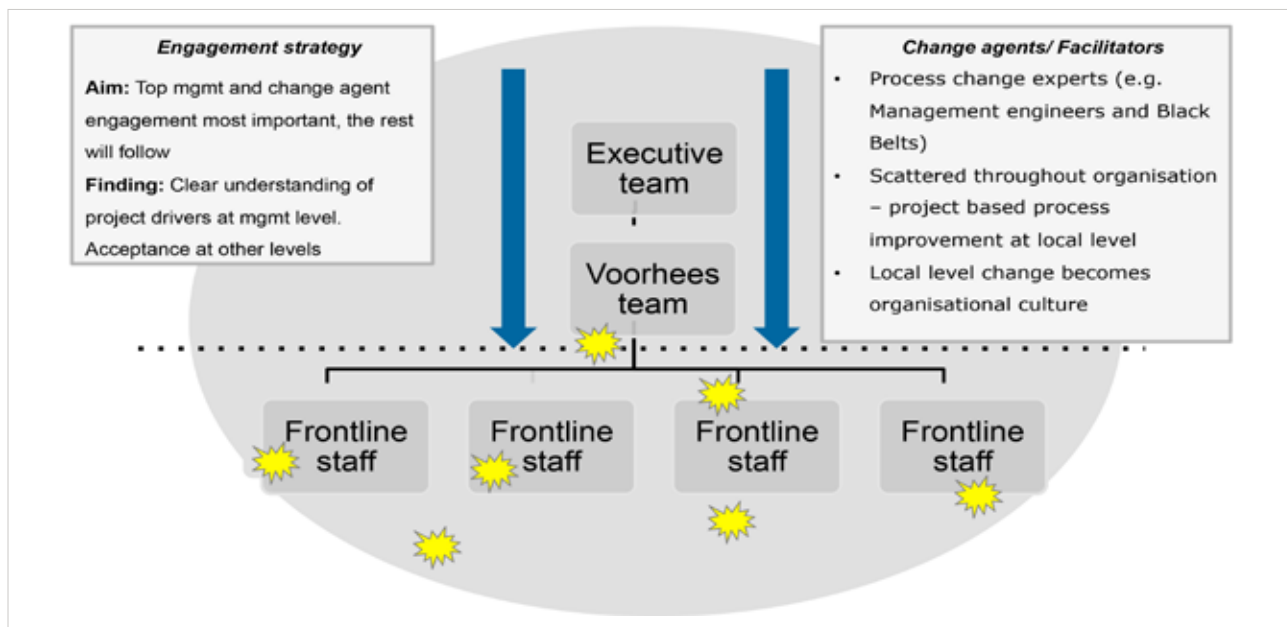 Engagement strategy
Aim: Top mgmt and change agent
engagement most important, the rest
will follow
Finding: Clear understanding of
project drivers at mgmt level.
Acceptance at other levels
Change agents/ Facilitators
• Process change experts (e.g.
Management engineers and Black
Belts)
• Scattered throughout organisation
– project based process
improvement at local level
• Local level change becomes
organisational culture
Executive
team
Voorhees
team
Frontline
staff
Frontline
staff
Frontline
staff
Frontline
staff